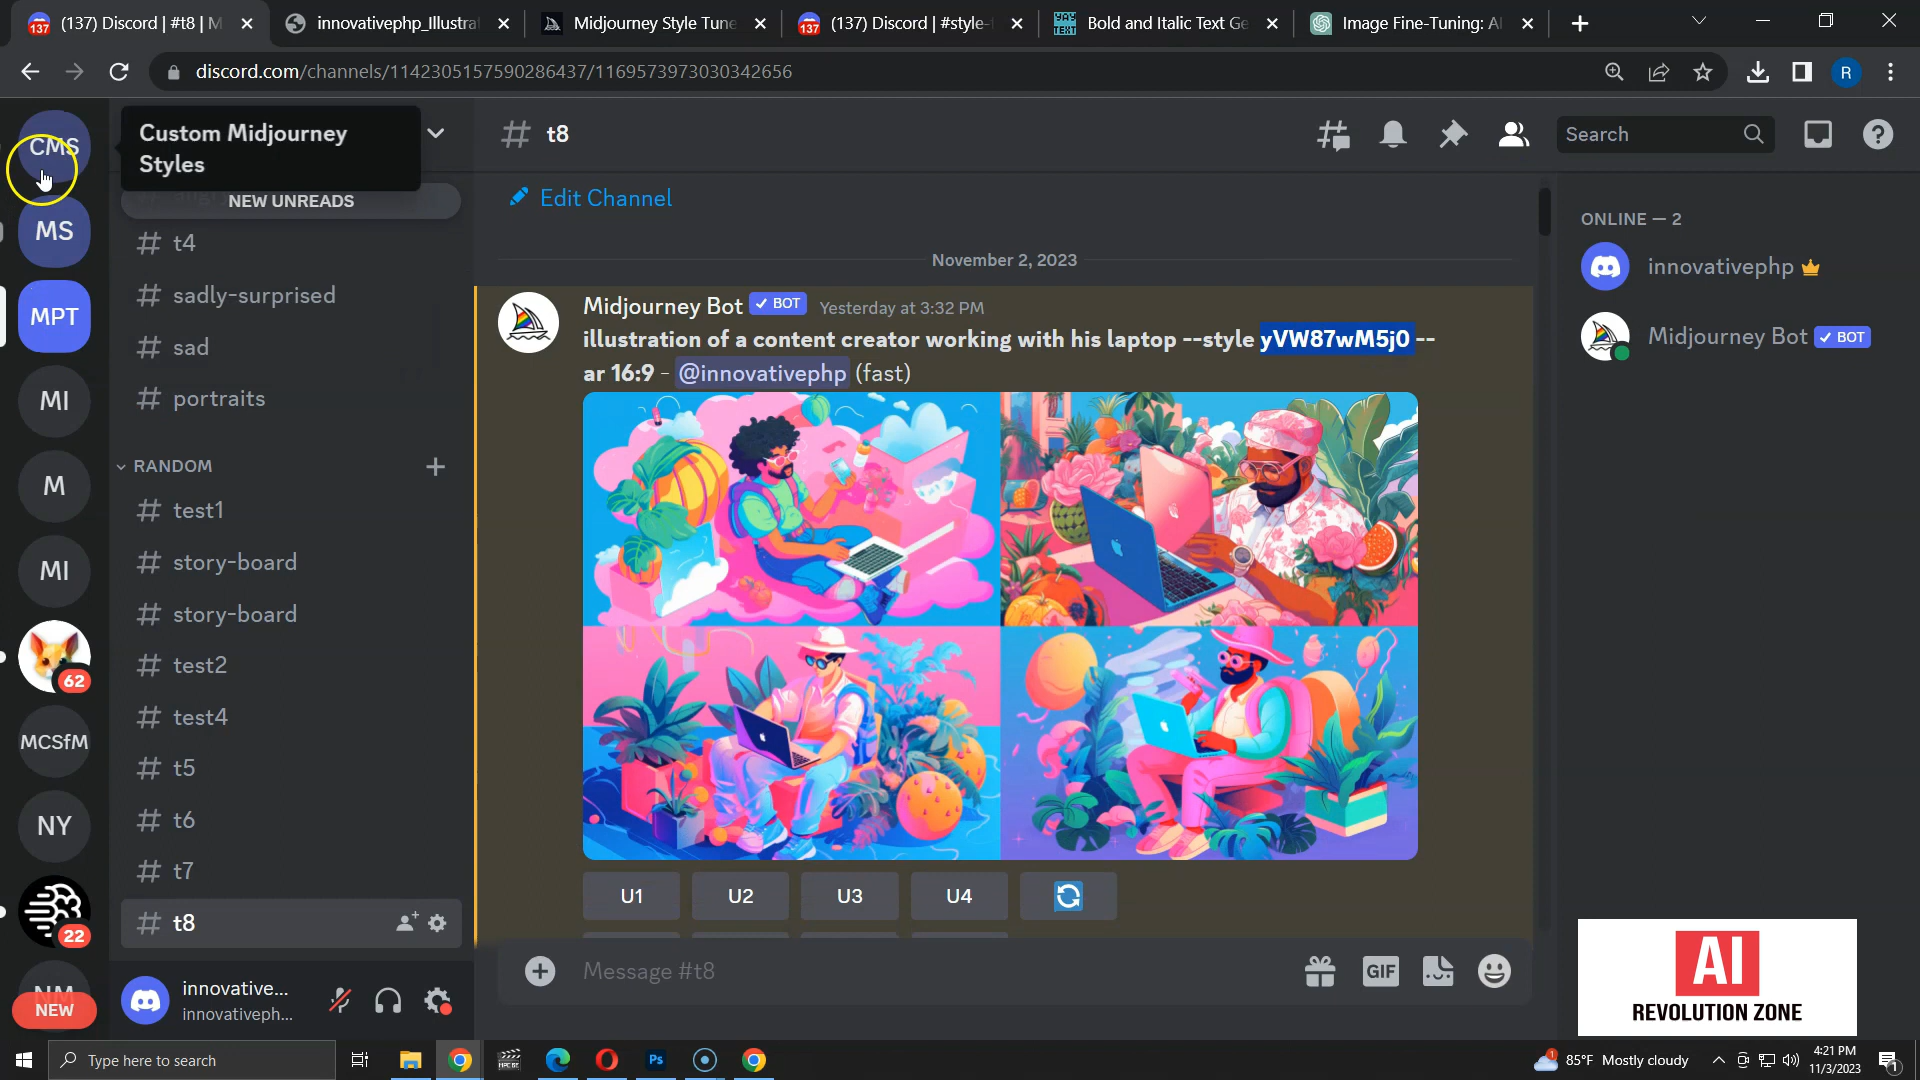 (137) Discord | #t8 | M
innovativephp_Illustrat
Midjourney Style Tune
(137) Discord | #style-
Bold and Italic Text Ge
Image Fine-Tuning: AI
discord.com/channels/1142305157590286437/1169573973030342656
R
CMS
MS
MPT
MI
M
MI
62
MCSfM
NY
22
NEW
Custom Midjourney
Styles
NEW UNREADS
# t4
# sadly-surprised
# sad
# portraits
RANDOM
# test1
# story-board
# story-board
# test2
# test4
# t5
# t6
# t7
# t8
innovative...
innovativeph...
# t8
Search
Edit Channel
November 2, 2023
Midjourney Bot ✓ BOT Yesterday at 3:32 PM
illustration of a content creator working with his laptop --style yVW87wM5j0 --
ar 16:9 - @innovativephp (fast)
U1 U2 U3 U4
Message #t8
GIF
ONLINE — 2
innovativephp
Midjourney Bot ✓ BOT
AI
REVOLUTION ZONE
Type here to search
Ps
85°F Mostly cloudy
4:21 PM
11/3/2023